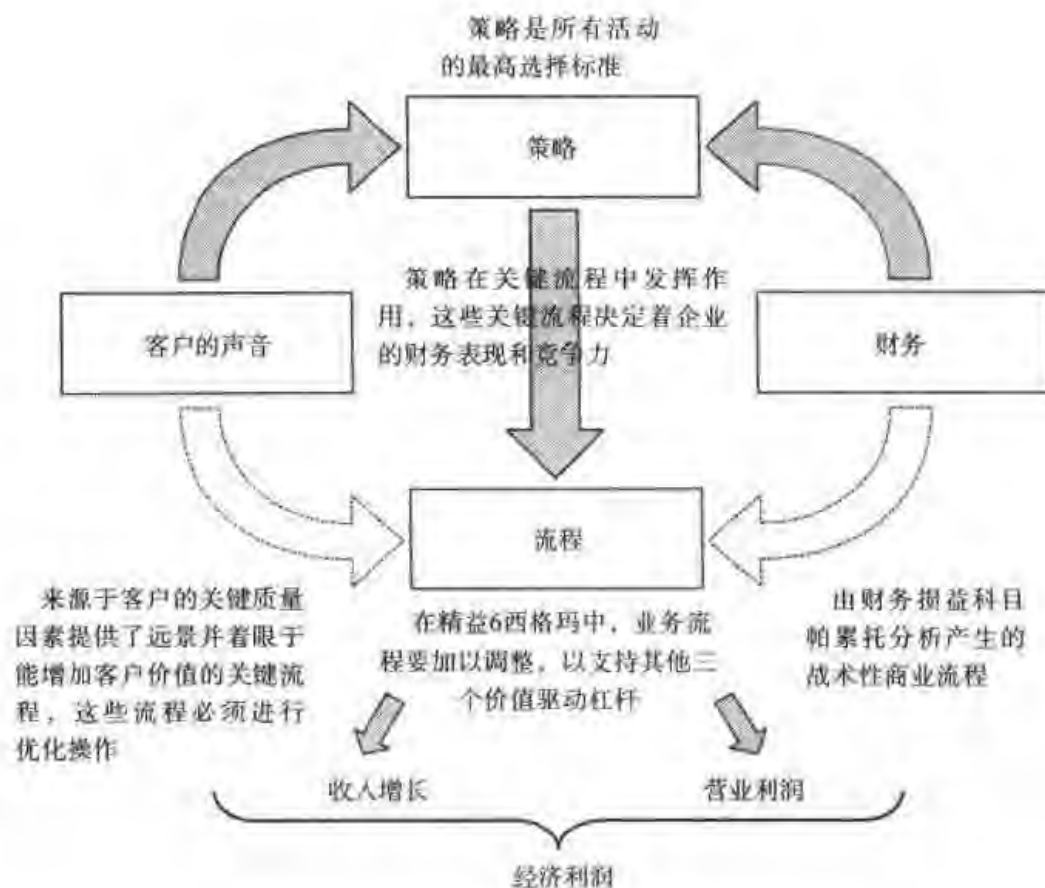 策略是所有活动
的最高选择标准
策略
策略在关键流程中发挥作
用，这些关键流程决定着企业
的财务表现和竞争力
客户的声音
财务
流程
来源于客户的关键质量
因素提供了远景并着眼于
能增加客户价值的关键流
程，这些流程必须进行
优化操作
在精益6西格玛中，业务流
程要加以调整，以支持其他三
个价值驱动杠杆
由财务损益科目
帕累托分析产生的
战术性商业流程
收入增长
营业利润
经济利润